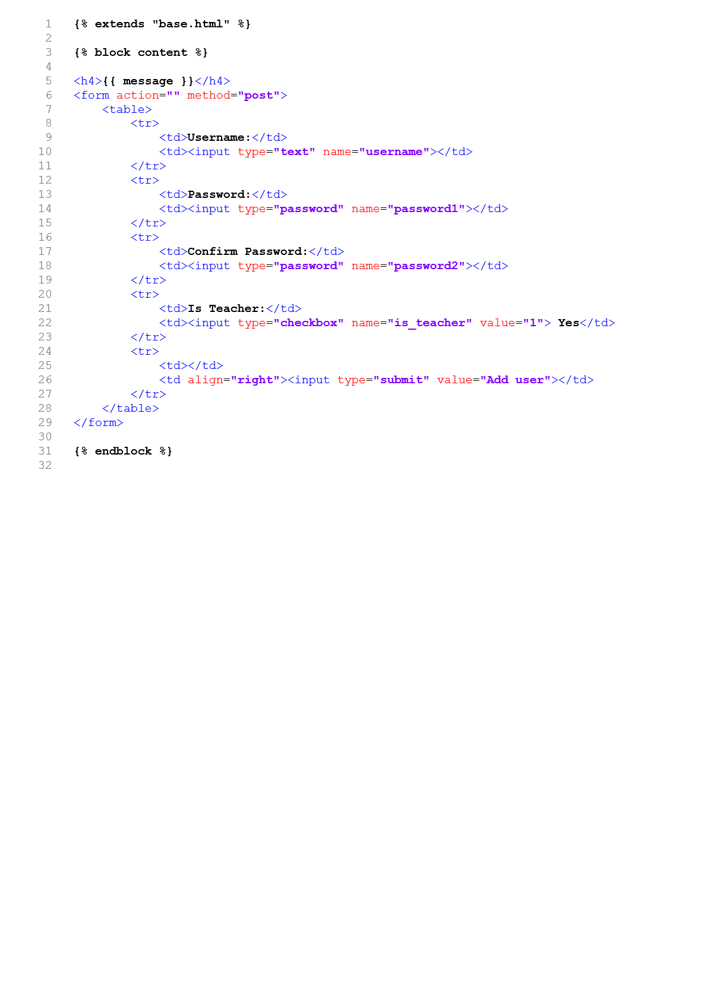 1 {% extends "base.html" %}
2
3 {% block content %}
4
5 <h4>{{ message }}</h4>
6 <form action="" method="post">
7     <table>
8         <tr>
9             <td>Username:</td>
10             <td><input type="text" name="username"></td>
11         </tr>
12         <tr>
13             <td>Password:</td>
14             <td><input type="password" name="password1"></td>
15         </tr>
16         <tr>
17             <td>Confirm Password:</td>
18             <td><input type="password" name="password2"></td>
19         </tr>
20         <tr>
21             <td>Is Teacher:</td>
22             <td><input type="checkbox" name="is_teacher" value="1"> Yes</td>
23         </tr>
24         <tr>
25             <td></td>
26             <td align="right"><input type="submit" value="Add user"></td>
27         </tr>
28     </table>
29 </form>
30
31 {% endblock %}
32